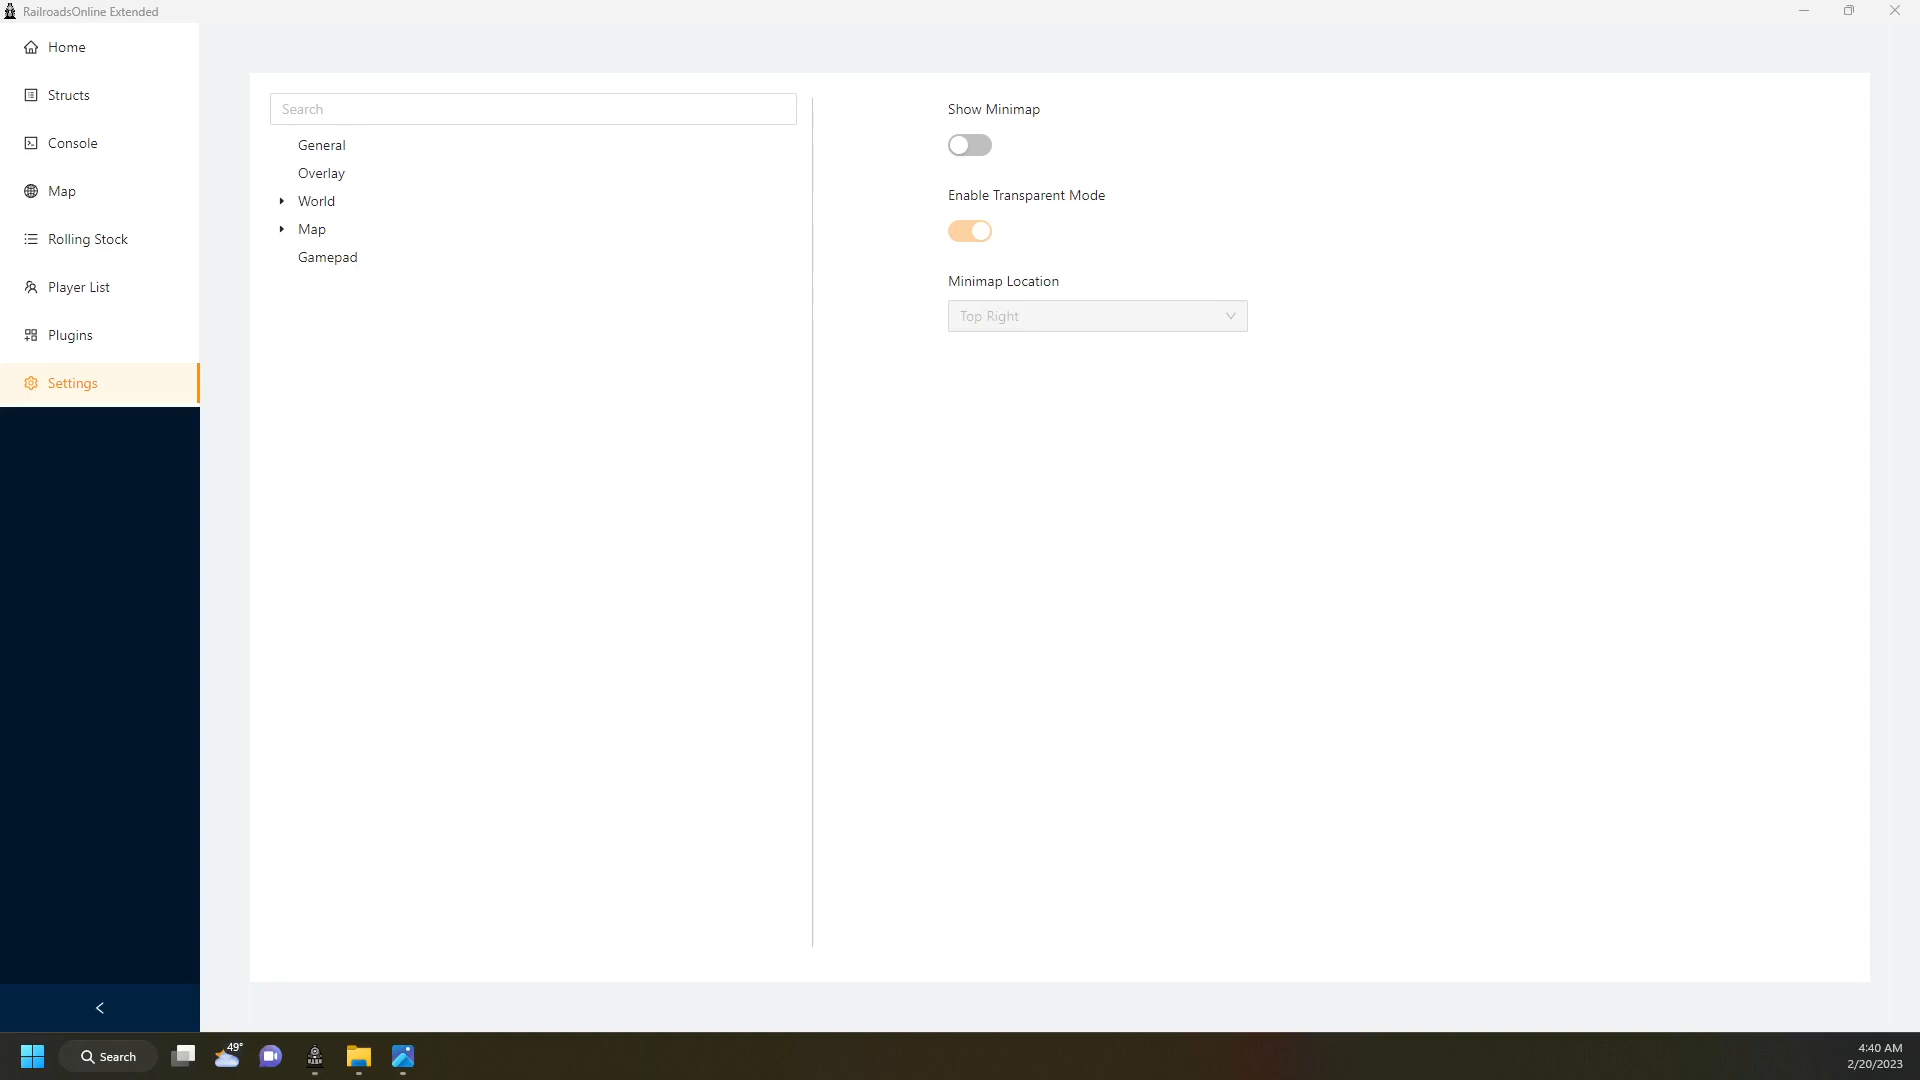 RailroadsOnline Extended
Home
Structs
Console
Map
Rolling Stock
Player List
Plugins
Settings
Search
General
Overlay
World
Map
Gamepad
Show Minimap
Enable Transparent Mode
Minimap Location
Top Right
49°
Search
4:40 AM
2/20/2023